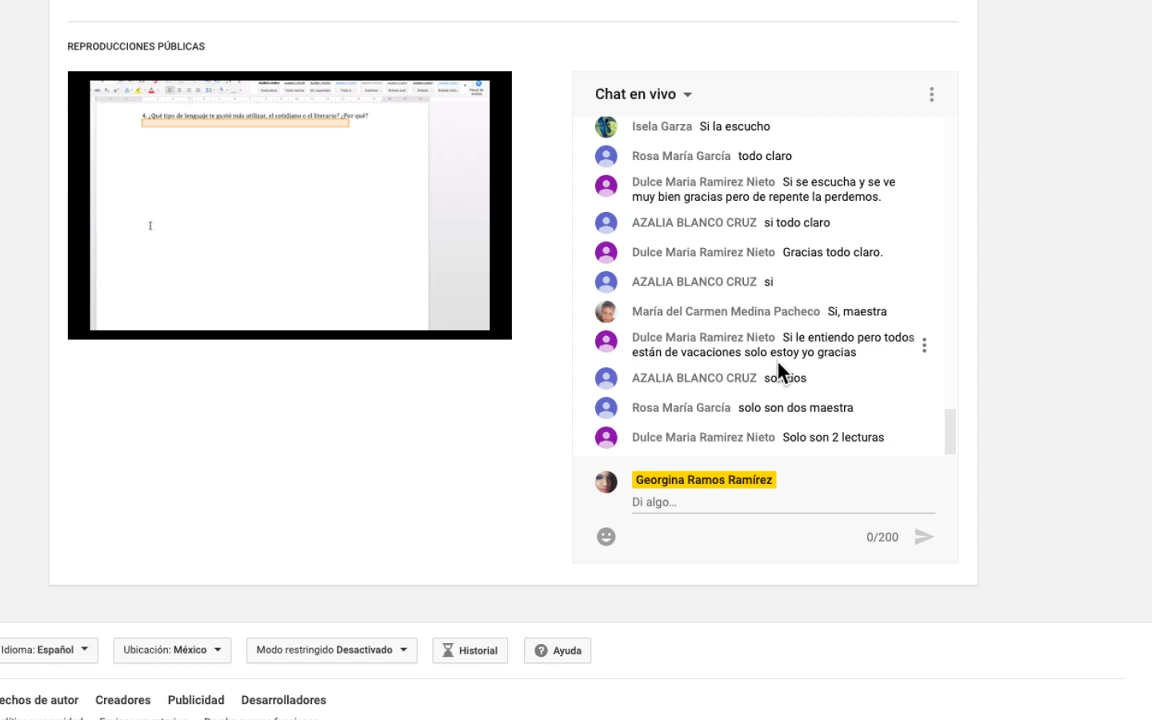 REPRODUCCIONES PÚBLICAS
4. ¿Qué tipo de lenguaje te gustó más utilizar, el cotidiano o el literario? ¿Por qué?
Chat en vivo
Isela Garza Si la escucho
Rosa María García todo claro
Dulce Maria Ramirez Nieto Si se escucha y se ve
muy bien gracias pero de repente la perdemos.
AZALIA BLANCO CRUZ si todo claro
Dulce Maria Ramirez Nieto Gracias todo claro.
AZALIA BLANCO CRUZ si
María del Carmen Medina Pacheco Si, maestra
Dulce Maria Ramirez Nieto Si le entiendo pero todos
están de vacaciones solo estoy yo gracias
AZALIA BLANCO CRUZ
Rosa María García solo son dos maestra
Dulce Maria Ramirez Nieto Solo son 2 lecturas
Georgina Ramos Ramírez
Di algo...
0/200
Idioma: Español
Ubicación: México
Modo restringido Desactivado
Historial
Ayuda
echos de autor
Creadores
Publicidad
Desarrolladores